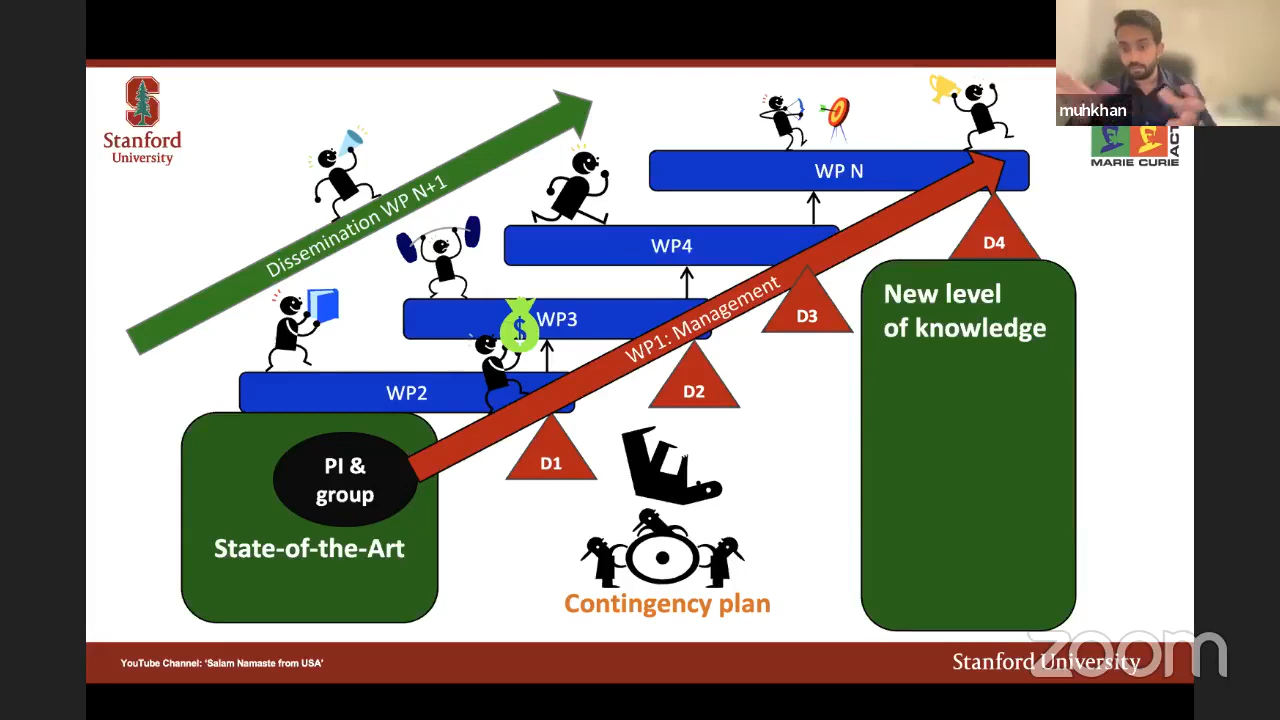 Stanford
University
muhkhan
MARIE CURIE
ACT
Dissemination WP N+1
WP N
WP4
WP3
$
WP2
WP1: Management
D4
D3
D2
D1
New level
of knowledge
PI &
group
State-of-the-Art
Contingency plan
YouTube Channel: 'Salam Namaste from USA'
Stanford University
zoom